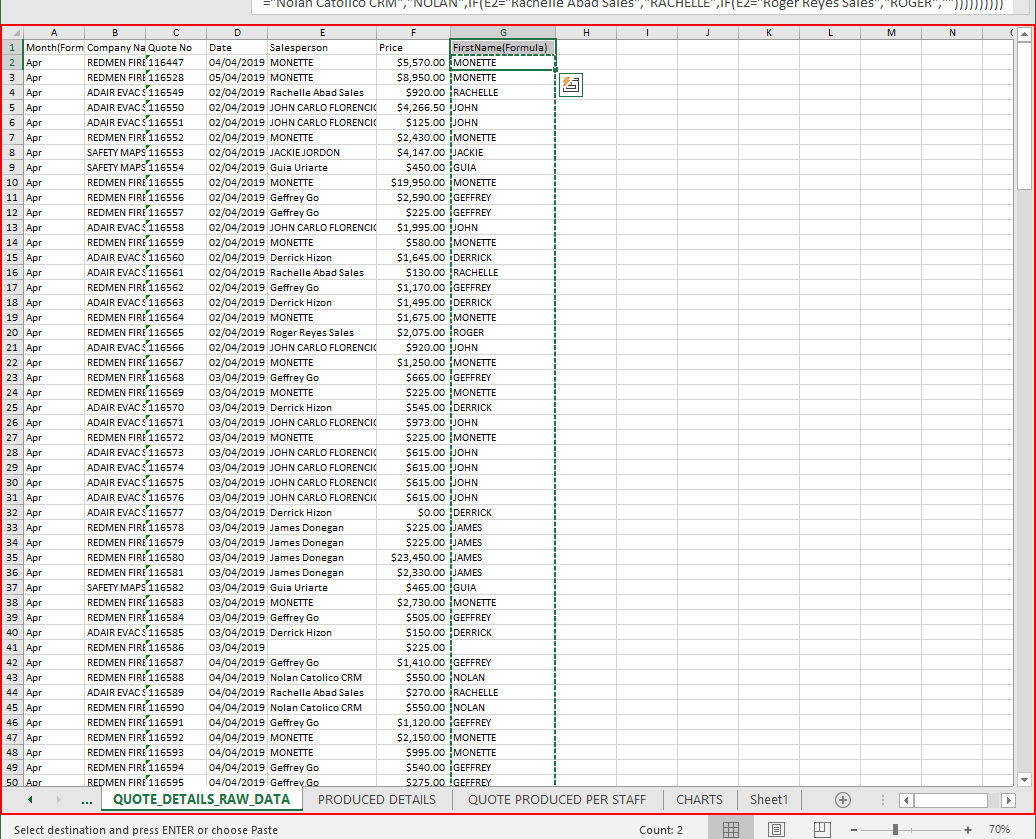 ="Nolan Catolico CRM","NOLAN",IF(E2="Rachelle Abad Sales","RACHELLE",IF(E2="Roger Reyes Sales","ROGER",""))))))))))
A B C D E F G H I J K L M N
1 Month(Form Company Na Quote No Date Salesperson Price FirstName(Formula)
2 Apr REDMEN FIRE 116447 04/04/2019 MONETTE $5,570.00 MONETTE
3 Apr REDMEN FIRE 116528 05/04/2019 MONETTE $8,950.00 MONETTE
4 Apr ADAIR EVAC S 116549 02/04/2019 Rachelle Abad Sales $920.00 RACHELLE
5 Apr ADAIR EVAC S 116550 02/04/2019 JOHN CARLO FLORENCIO $4,266.50 JOHN
6 Apr ADAIR EVAC S 116551 02/04/2019 JOHN CARLO FLORENCIO $125.00 JOHN
7 Apr REDMEN FIRE 116552 02/04/2019 MONETTE $2,430.00 MONETTE
8 Apr SAFETY MAPS 116553 02/04/2019 JACKIE JORDON $4,147.00 JACKIE
9 Apr SAFETY MAPS 116554 02/04/2019 Guia Uriarte $450.00 GUIA
10 Apr REDMEN FIRE 116555 02/04/2019 MONETTE $19,950.00 MONETTE
11 Apr REDMEN FIRE 116556 02/04/2019 Geffrey Go $2,590.00 GEFFREY
12 Apr REDMEN FIRE 116557 02/04/2019 Geffrey Go $225.00 GEFFREY
13 Apr ADAIR EVAC S 116558 02/04/2019 JOHN CARLO FLORENCIO $1,995.00 JOHN
14 Apr REDMEN FIRE 116559 02/04/2019 MONETTE $580.00 MONETTE
15 Apr ADAIR EVAC S 116560 02/04/2019 Derrick Hizon $1,645.00 DERRICK
16 Apr ADAIR EVAC S 116561 02/04/2019 Rachelle Abad Sales $130.00 RACHELLE
17 Apr REDMEN FIRE 116562 02/04/2019 Geffrey Go $1,170.00 GEFFREY
18 Apr ADAIR EVAC S 116563 02/04/2019 Derrick Hizon $1,495.00 DERRICK
19 Apr REDMEN FIRE 116564 02/04/2019 MONETTE $1,675.00 MONETTE
20 Apr REDMEN FIRE 116565 02/04/2019 Roger Reyes Sales $2,075.00 ROGER
21 Apr ADAIR EVAC S 116566 02/04/2019 JOHN CARLO FLORENCIO $920.00 JOHN
22 Apr REDMEN FIRE 116567 02/04/2019 MONETTE $1,250.00 MONETTE
23 Apr REDMEN FIRE 116568 03/04/2019 Geffrey Go $665.00 GEFFREY
24 Apr REDMEN FIRE 116569 03/04/2019 MONETTE $225.00 MONETTE
25 Apr ADAIR EVAC S 116570 03/04/2019 Derrick Hizon $545.00 DERRICK
26 Apr ADAIR EVAC S 116571 03/04/2019 JOHN CARLO FLORENCIO $973.00 JOHN
27 Apr REDMEN FIRE 116572 03/04/2019 MONETTE $225.00 MONETTE
28 Apr ADAIR EVAC S 116573 03/04/2019 JOHN CARLO FLORENCIO $615.00 JOHN
29 Apr ADAIR EVAC S 116574 03/04/2019 JOHN CARLO FLORENCIO $615.00 JOHN
30 Apr ADAIR EVAC S 116575 03/04/2019 JOHN CARLO FLORENCIO $615.00 JOHN
31 Apr ADAIR EVAC S 116576 03/04/2019 JOHN CARLO FLORENCIO $615.00 JOHN
32 Apr ADAIR EVAC S 116577 03/04/2019 Derrick Hizon $0.00 DERRICK
33 Apr REDMEN FIRE 116578 03/04/2019 James Donegan $225.00 JAMES
34 Apr REDMEN FIRE 116579 03/04/2019 James Donegan $225.00 JAMES
35 Apr REDMEN FIRE 116580 03/04/2019 James Donegan $23,450.00 JAMES
36 Apr REDMEN FIRE 116581 03/04/2019 James Donegan $2,330.00 JAMES
37 Apr SAFETY MAPS 116582 03/04/2019 Guia Uriarte $465.00 GUIA
38 Apr REDMEN FIRE 116583 03/04/2019 MONETTE $2,730.00 MONETTE
39 Apr REDMEN FIRE 116584 03/04/2019 Geffrey Go $505.00 GEFFREY
40 Apr ADAIR EVAC S 116585 03/04/2019 Derrick Hizon $150.00 DERRICK
41 Apr REDMEN FIRE 116586 03/04/2019 $225.00
42 Apr REDMEN FIRE 116587 04/04/2019 Geffrey Go $1,410.00 GEFFREY
43 Apr REDMEN FIRE 116588 04/04/2019 Nolan Catolico CRM $550.00 NOLAN
44 Apr ADAIR EVAC S 116589 04/04/2019 Rachelle Abad Sales $270.00 RACHELLE
45 Apr REDMEN FIRE 116590 04/04/2019 Nolan Catolico CRM $550.00 NOLAN
46 Apr REDMEN FIRE 116591 04/04/2019 Geffrey Go $1,120.00 GEFFREY
47 Apr REDMEN FIRE 116592 04/04/2019 MONETTE $2,150.00 MONETTE
48 Apr REDMEN FIRE 116593 04/04/2019 MONETTE $995.00 MONETTE
49 Apr REDMEN FIRE 116594 04/04/2019 Geffrey Go $540.00 GEFFREY
50 Apr REDMEN FIRE 116595 04/04/2019 Geffrey Go $275.00 GEFFREY
... QUOTE_DETAILS_RAW_DATA PRODUCED DETAILS QUOTE PRODUCED PER STAFF CHARTS Sheet1
Select destination and press ENTER or choose Paste Count: 2 70%